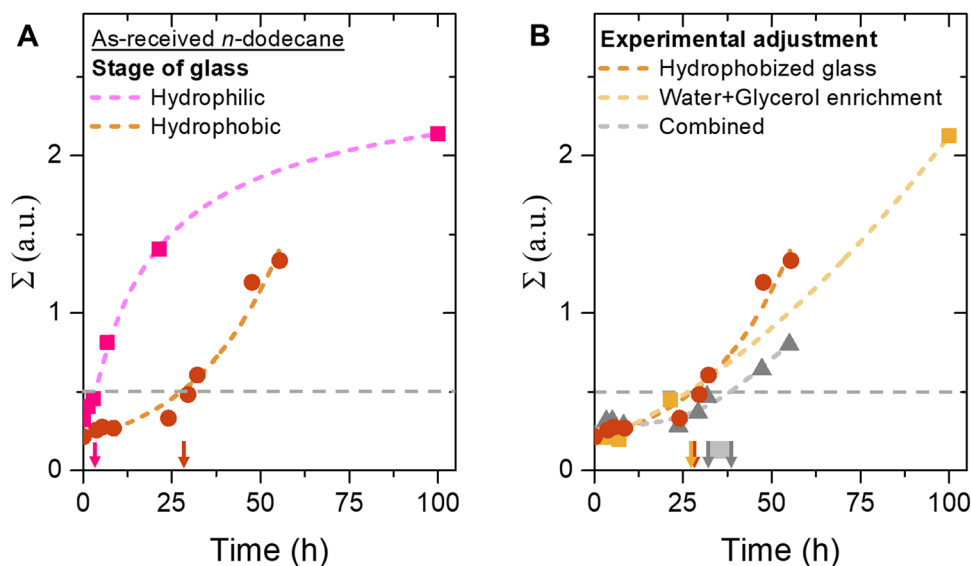 A
As-received n-dodecane
Stage of glass
Hydrophilic
Hydrophobic
Σ (a.u.)
2
1
0
0 25 50 75 100
Time (h)
B
Experimental adjustment
Hydrophobized glass
Water+Glycerol enrichment
Combined
Σ (a.u.)
2
1
0
0 25 50 75 100
Time (h)